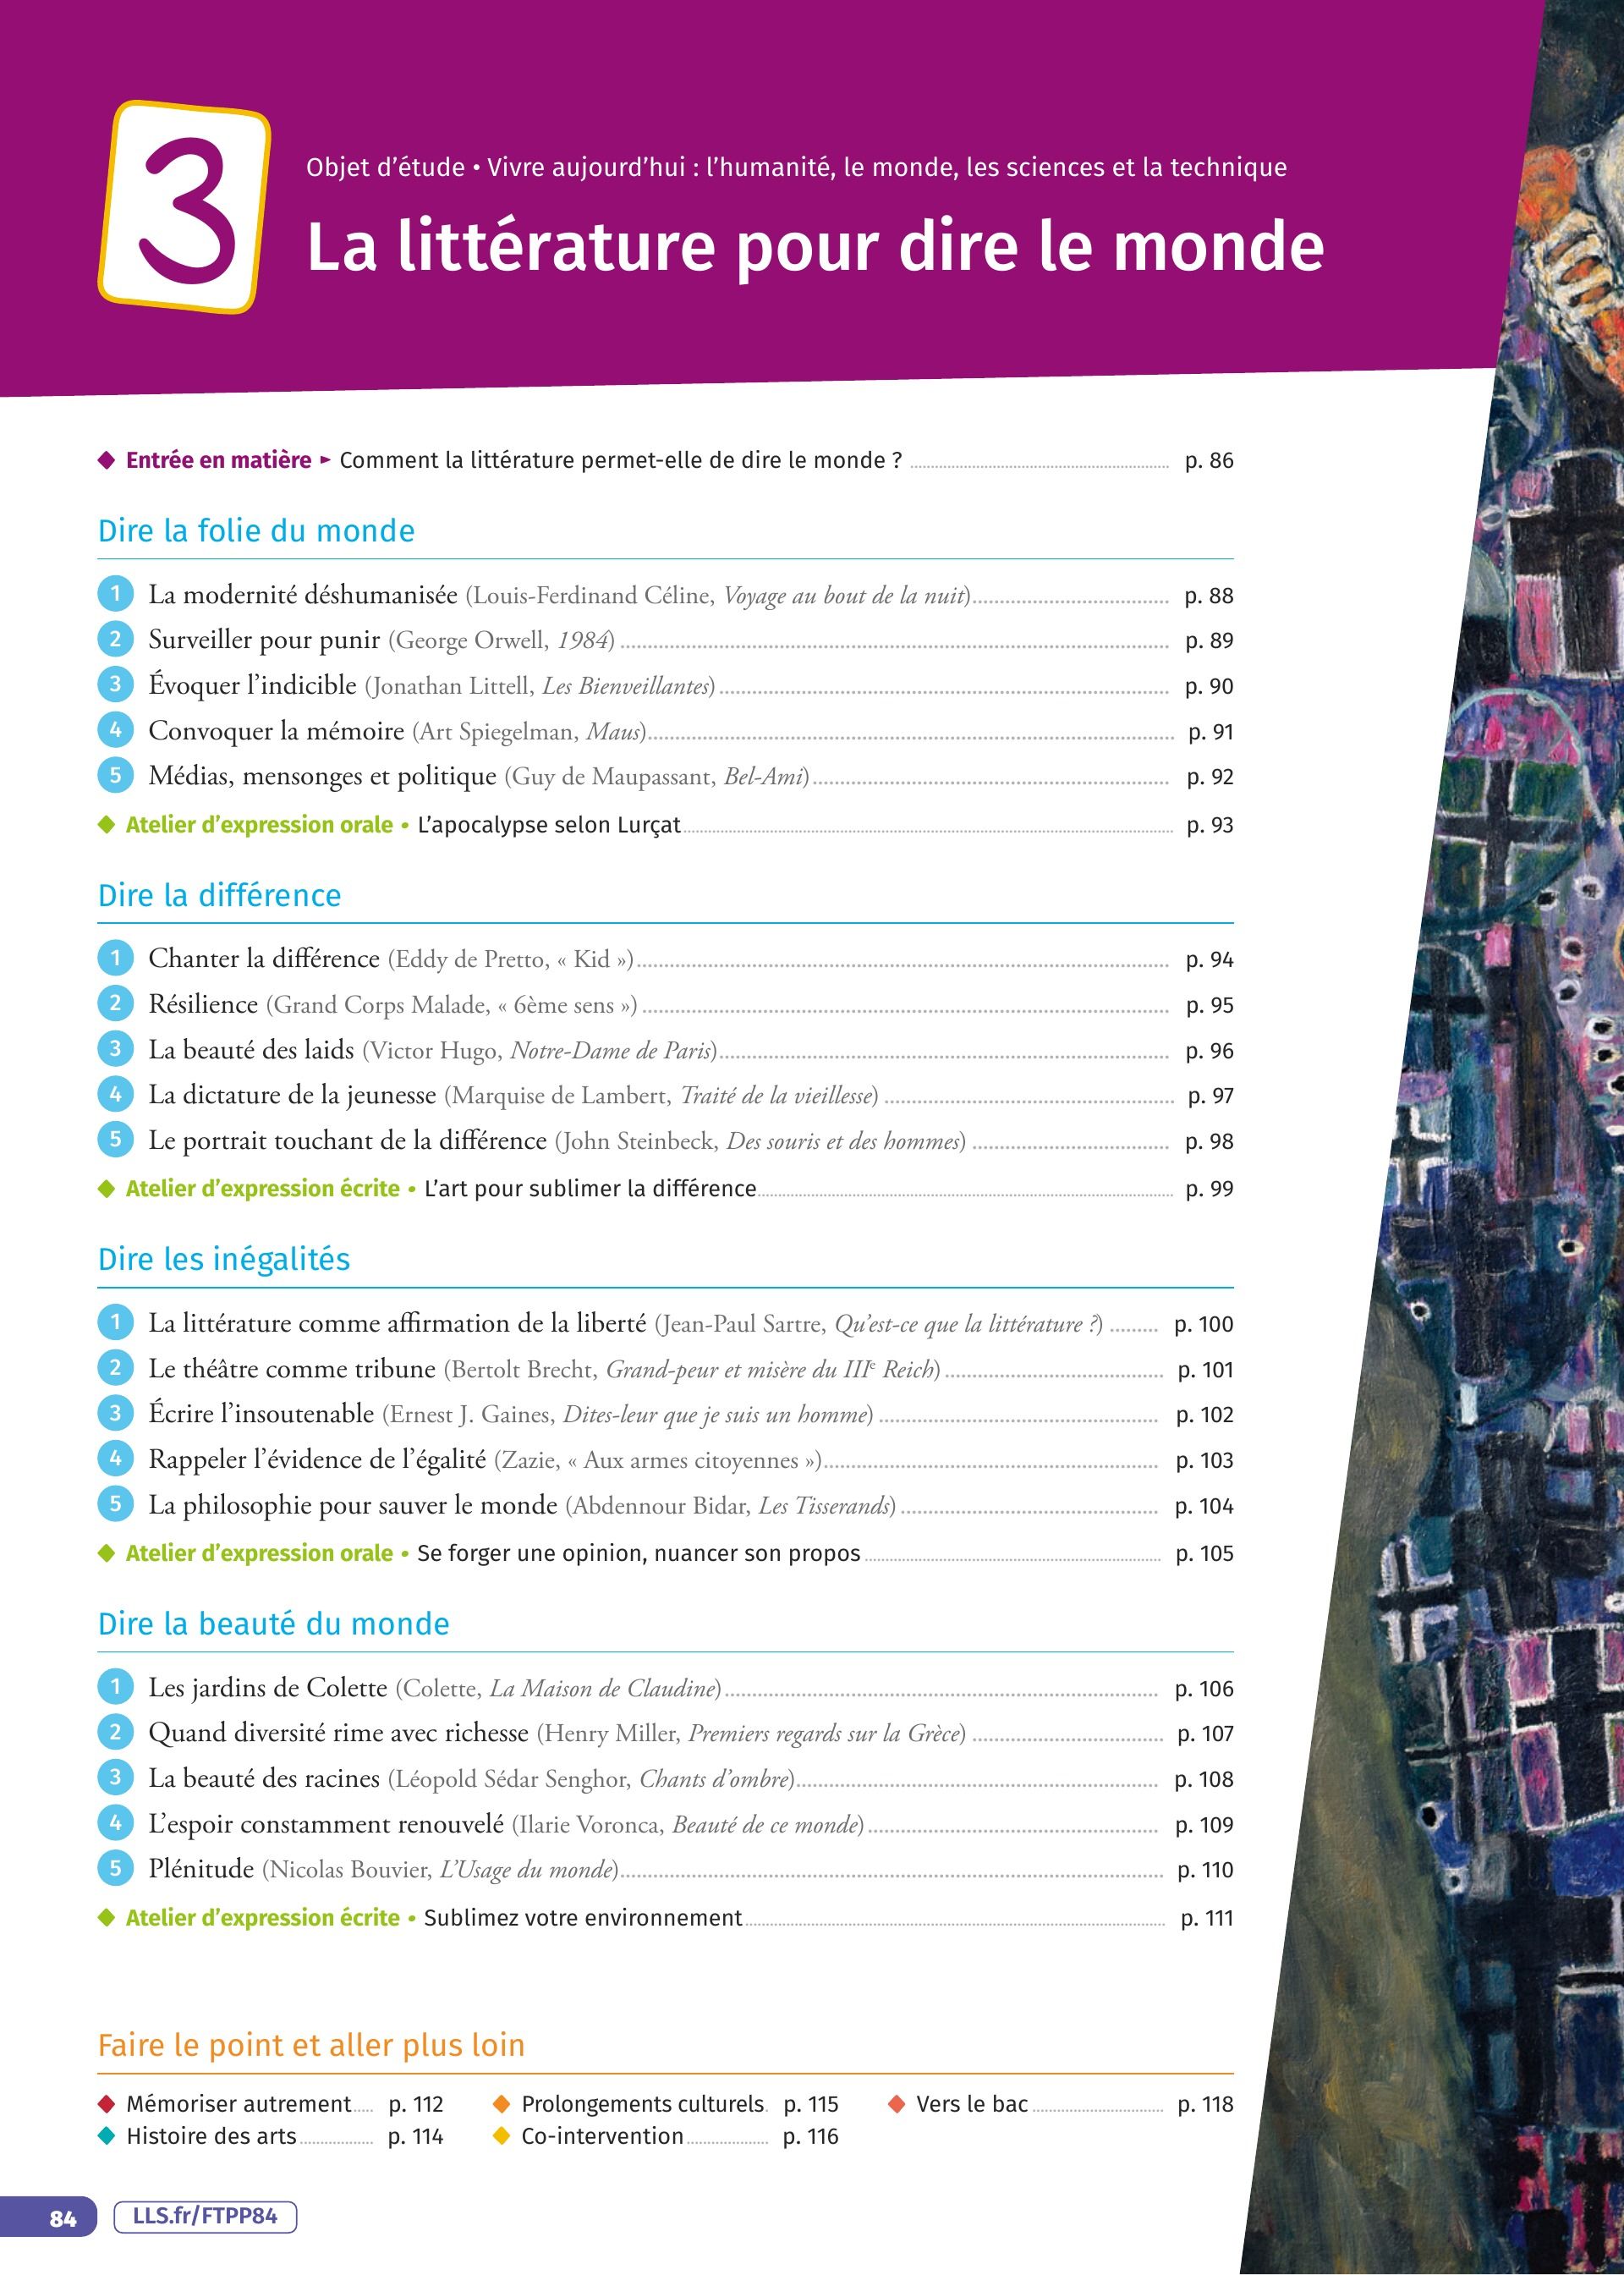 3
Objet d’étude • Vivre aujourd’hui : l’humanité, le monde, les sciences et la technique
La littérature pour dire le monde
Entrée en matière ► Comment la littérature permet-elle de dire le monde ? p. 86
Dire la folie du monde
1 La modernité déshumanisée (Louis-Ferdinand Céline, Voyage au bout de la nuit) p. 88
2 Surveiller pour punir (George Orwell, 1984) p. 89
3 Évoquer l’indicible (Jonathan Littell, Les Bienveillantes) p. 90
4 Convoquer la mémoire (Art Spiegelman, Maus) p. 91
5 Médias, mensonges et politique (Guy de Maupassant, Bel-Ami) p. 92
Atelier d’expression orale • L’apocalypse selon Lurçat p. 93
Dire la différence
1 Chanter la différence (Eddy de Pretto, « Kid ») p. 94
2 Résilience (Grand Corps Malade, « 6ème sens ») p. 95
3 La beauté des laids (Victor Hugo, Notre-Dame de Paris) p. 96
4 La dictature de la jeunesse (Marquise de Lambert, Traité de la vieillesse) p. 97
5 Le portrait touchant de la différence (John Steinbeck, Des souris et des hommes) p. 98
Atelier d’expression écrite • L’art pour sublimer la différence p. 99
Dire les inégalités
1 La littérature comme affirmation de la liberté (Jean-Paul Sartre, Qu’est-ce que la littérature ?) p. 100
2 Le théâtre comme tribune (Bertolt Brecht, Grand-peur et misère du IIIe Reich) p. 101
3 Écrire l’insoutenable (Ernest J. Gaines, Dites-leur que je suis un homme) p. 102
4 Rappeler l’évidence de l’égalité (Zazie, « Aux armes citoyennes ») p. 103
5 La philosophie pour sauver le monde (Abdennour Bidar, Les Tisserands) p. 104
Atelier d’expression orale • Se forger une opinion, nuancer son propos p. 105
Dire la beauté du monde
1 Les jardins de Colette (Colette, La Maison de Claudine) p. 106
2 Quand diversité rime avec richesse (Henry Miller, Premiers regards sur la Grèce) p. 107
3 La beauté des racines (Léopold Sédar Senghor, Chants d’ombre) p. 108
4 L’espoir constamment renouvelé (Ilarie Voronca, Beauté de ce monde) p. 109
5 Plénitude (Nicolas Bouvier, L’Usage du monde) p. 110
Atelier d’expression écrite • Sublimez votre environnement p. 111
Faire le point et aller plus loin
Mémoriser autrement p. 112 Prolongements culturels p. 115 Vers le bac p. 118
Histoire des arts p. 114 Co-intervention p. 116
84 LLS.fr/FTPP84